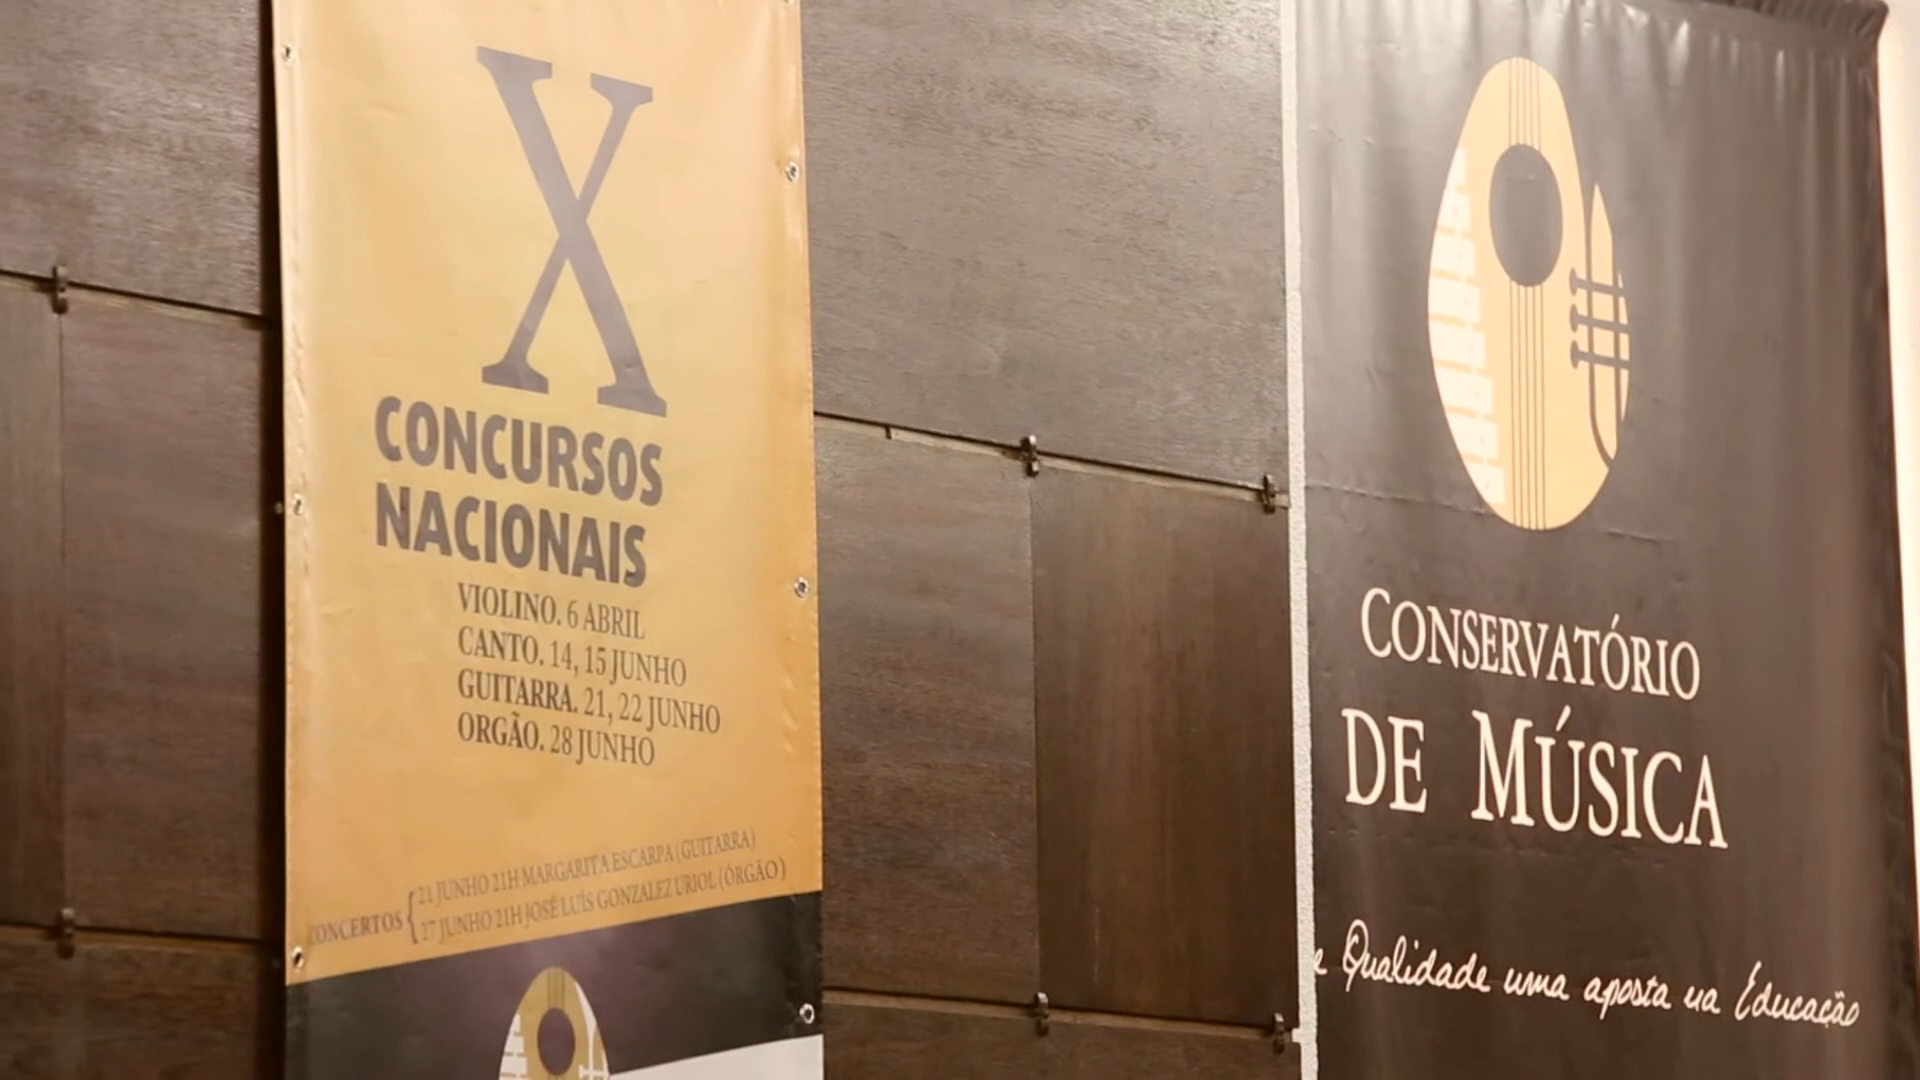 X
CONCURSOS
NACIONAIS
VIOLINO. 6 ABRIL
CANTO. 14, 15 JUNHO
GUITARRA. 21, 22 JUNHO
ORGÃO. 28 JUNHO
CONCERTOS { 21 JUNHO 21H MARGARITA ESCARPA (GUITARRA)
27 JUNHO 21H JOSÉ LUÍS GONZALEZ URIOL (ÓRGÃO)
CONSERVATÓRIO
DE MÚSICA
e Qualidade uma aposta na Educação